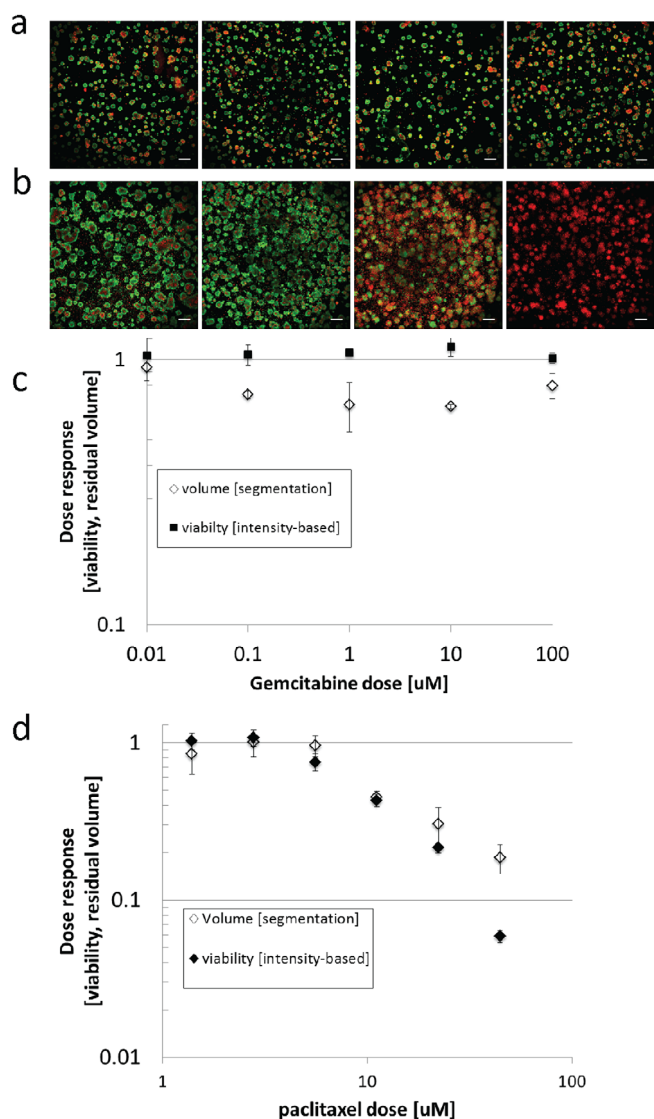 a
b
c
1
0.1
Dose response
[viability, residual volume]
volume [segmentation]
viabilty [intensity-based]
0.01 0.1 1 10 100
Gemcitabine dose [uM]
d
1
0.1
0.01
Dose response
[viability, residual volume]
Volume [segmentation]
viability [intensity-based]
1 10 100
paclitaxel dose [uM]